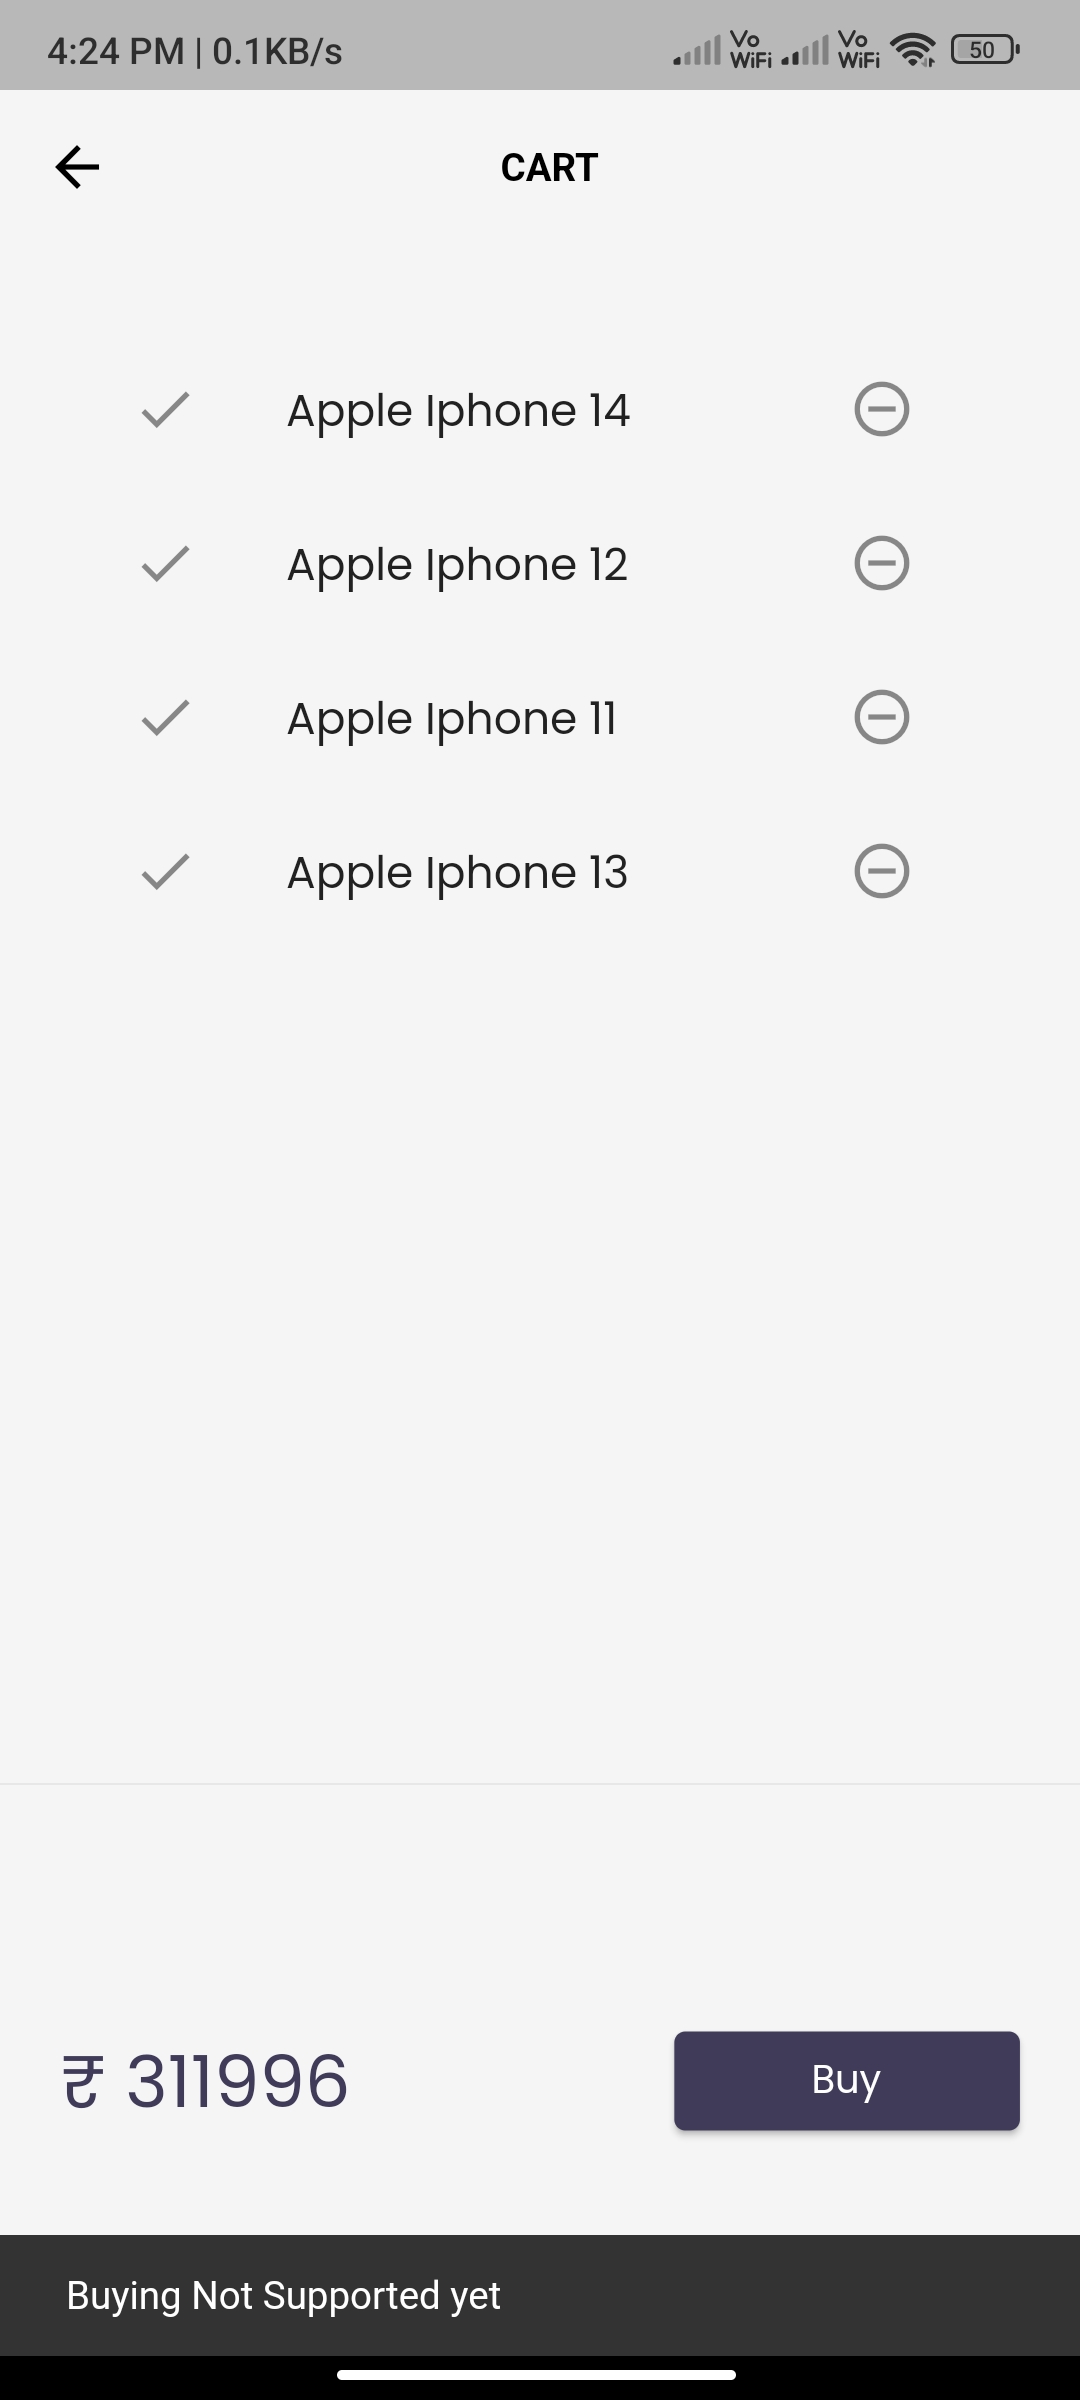 4:24 PM | 0.1KB/s Vo WiFi Vo WiFi 50
CART
Apple Iphone 14
Apple Iphone 12
Apple Iphone 11
Apple Iphone 13
₹ 311996 Buy
Buying Not Supported yet